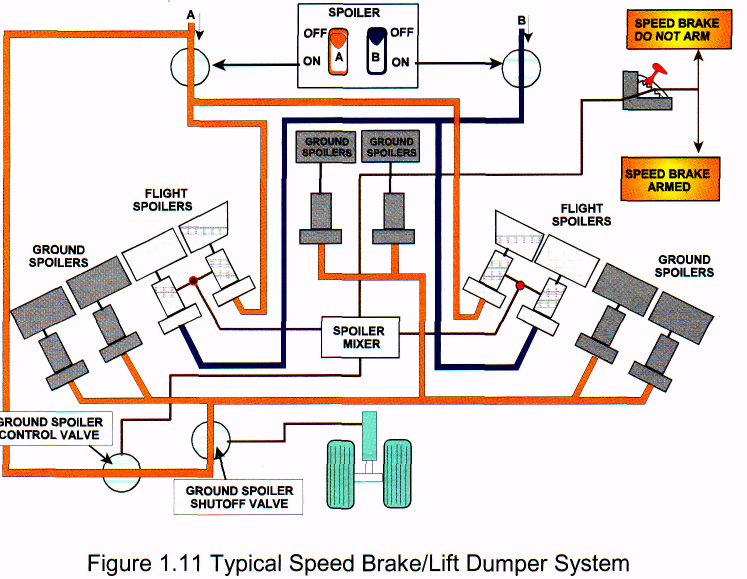 A
SPOILER
OFF
OFF
ON
A
B
ON
B
SPEED BRAKE
DO NOT ARM
GROUND
SPOILERS
GROUND
SPOILERS
SPEED BRAKE
ARMED
FLIGHT
SPOILERS
FLIGHT
SPOILERS
GROUND
SPOILERS
GROUND
SPOILERS
SPOILER
MIXER
GROUND SPOILER
CONTROL VALVE
GROUND SPOILER
SHUTOFF VALVE
Figure 1.11 Typical Speed Brake/Lift Dumper System